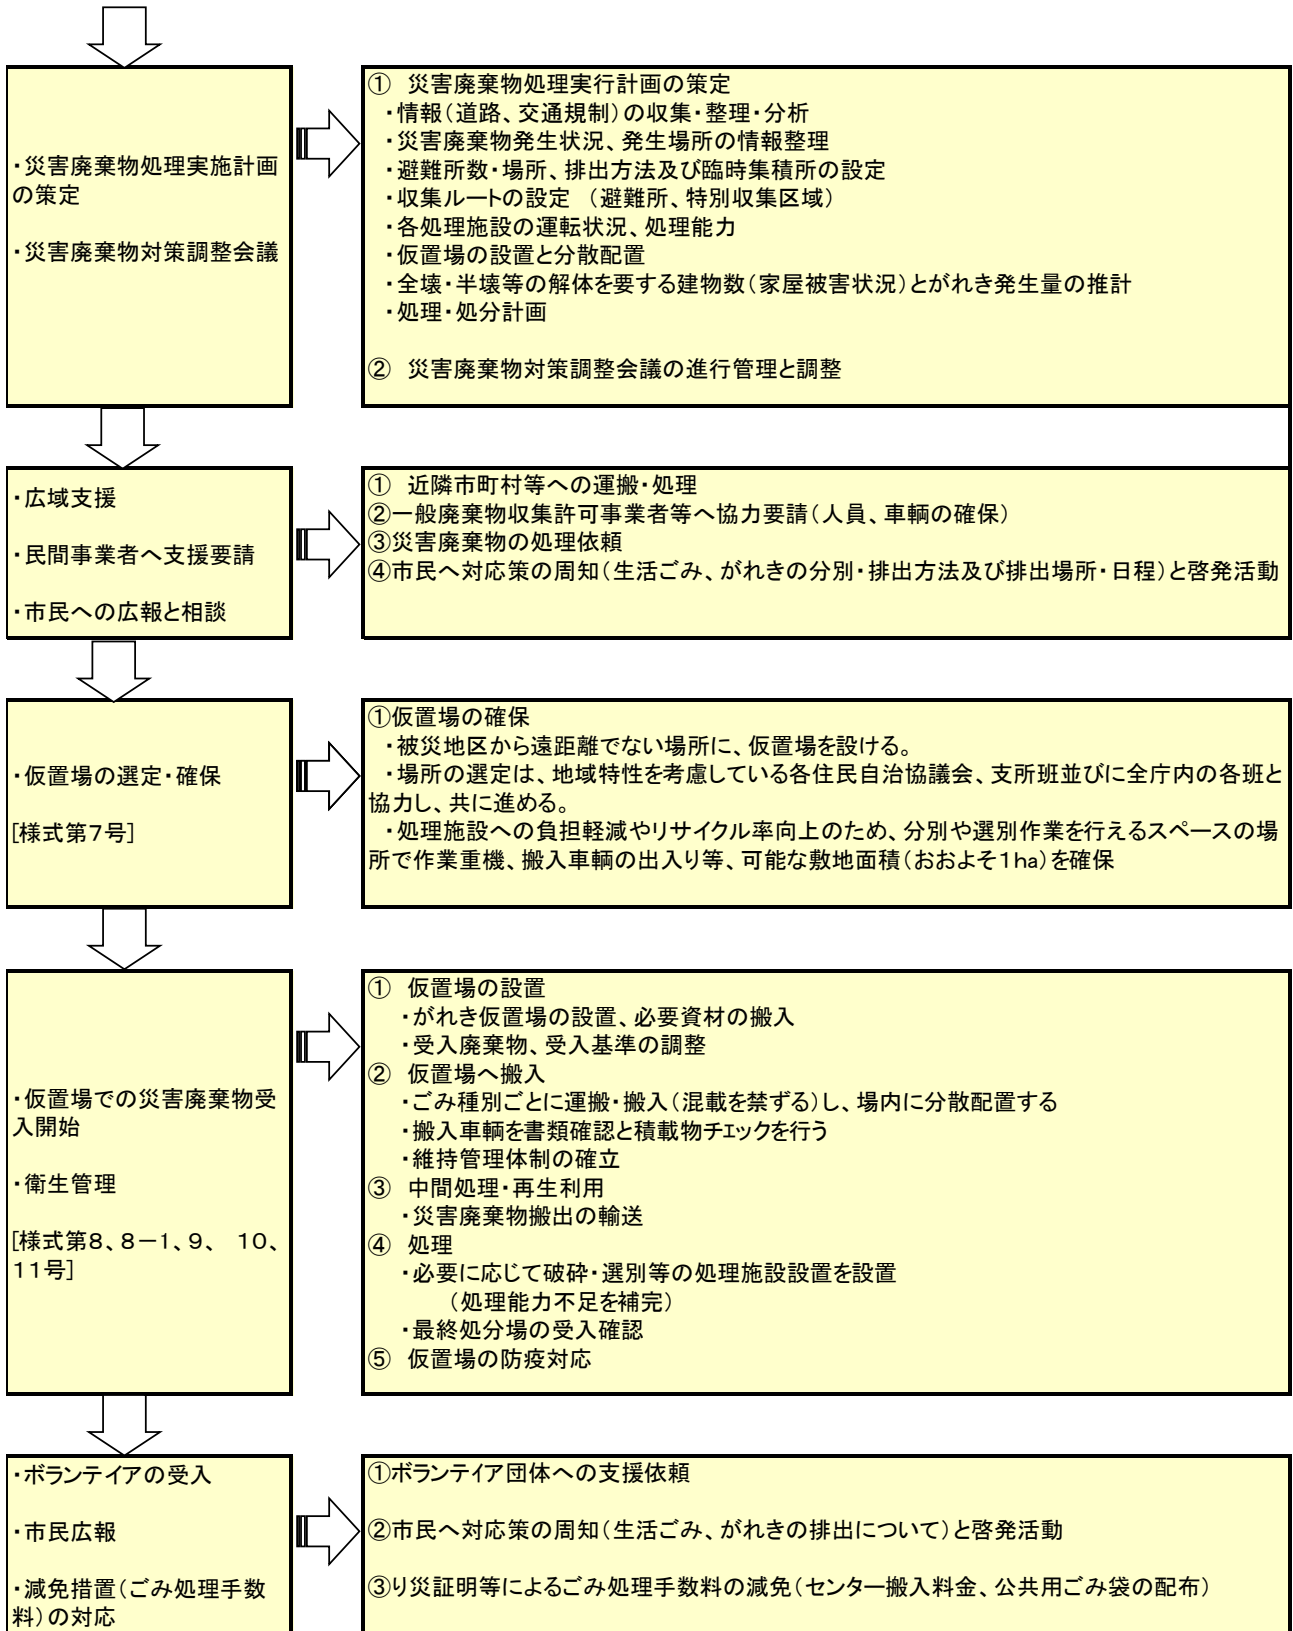 ・災害廃棄物処理実施計画
の策定
・災害廃棄物対策調整会議
①　災害廃棄物処理実行計画の策定
・情報（道路、交通規制）の収集・整理・分析
・災害廃棄物発生状況、発生場所の情報整理
・避難所数・場所、排出方法及び臨時集積所の設定
・収集ルートの設定　（避難所、特別収集区域）
・各処理施設の運転状況、処理能力
・仮置場の設置と分散配置
・全壊・半壊等の解体を要する建物数（家屋被害状況）とがれき発生量の推計
・処理・処分計画
②　災害廃棄物対策調整会議の進行管理と調整
・広域支援
・民間事業者へ支援要請
・市民への広報と相談
①　近隣市町村等への運搬・処理
②一般廃棄物収集許可事業者等へ協力要請（人員、車輌の確保）
③災害廃棄物の処理依頼
④市民へ対応策の周知（生活ごみ、がれきの分別・排出方法及び排出場所・日程）と啓発活動
・仮置場の選定・確保
[様式第７号]
①仮置場の確保
・被災地区から遠距離でない場所に、仮置場を設ける。
・場所の選定は、地域特性を考慮している各住民自治協議会、支所班並びに全庁内の各班と
協力し、共に進める。
・処理施設への負担軽減やリサイクル率向上のため、分別や選別作業を行えるスペースの場
所で作業重機、搬入車輌の出入り等、可能な敷地面積（おおよそ１ha）を確保
・仮置場での災害廃棄物受
入開始
・衛生管理
[様式第８、８－１、９、　１０、
１１号]
①　仮置場の設置
・がれき仮置場の設置、必要資材の搬入
・受入廃棄物、受入基準の調整
②　仮置場へ搬入
・ごみ種別ごとに運搬・搬入（混載を禁ずる）し、場内に分散配置する
・搬入車輌を書類確認と積載物チェックを行う
・維持管理体制の確立
③　中間処理・再生利用
・災害廃棄物搬出の輸送
④　処理
・必要に応じて破砕・選別等の処理施設設置を設置
（処理能力不足を補完）
・最終処分場の受入確認
⑤　仮置場の防疫対応
・ボランテイアの受入
・市民広報
・減免措置（ごみ処理手数
料）の対応
①ボランテイア団体への支援依頼
②市民へ対応策の周知（生活ごみ、がれきの排出について）と啓発活動
③り災証明等によるごみ処理手数料の減免（センター搬入料金、公共用ごみ袋の配布）